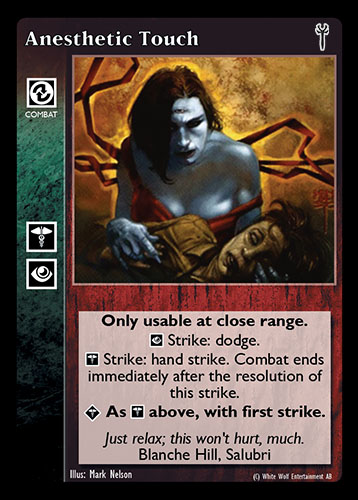 Anesthetic Touch
COMBAT
Only usable at close range.
Strike: dodge.
Strike: hand strike. Combat ends
immediately after the resolution of
this strike.
As above, with first strike.
Just relax; this won't hurt, much.
Blanche Hill, Salubri
Illus: Mark Nelson
(C) White Wolf Entertainment AB